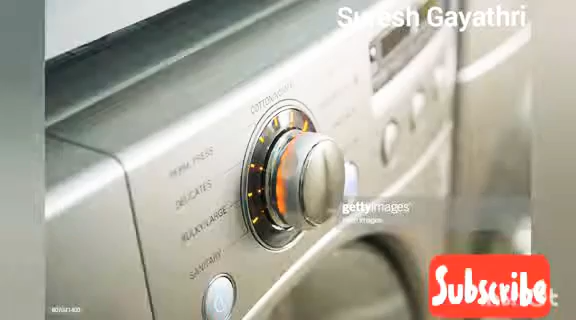 Suresh Gayathri
COTTON/NORMAL
PERM. PRESS
DELICATES
BULKY/LARGE
SANITARY
gettyimages
Subscribe